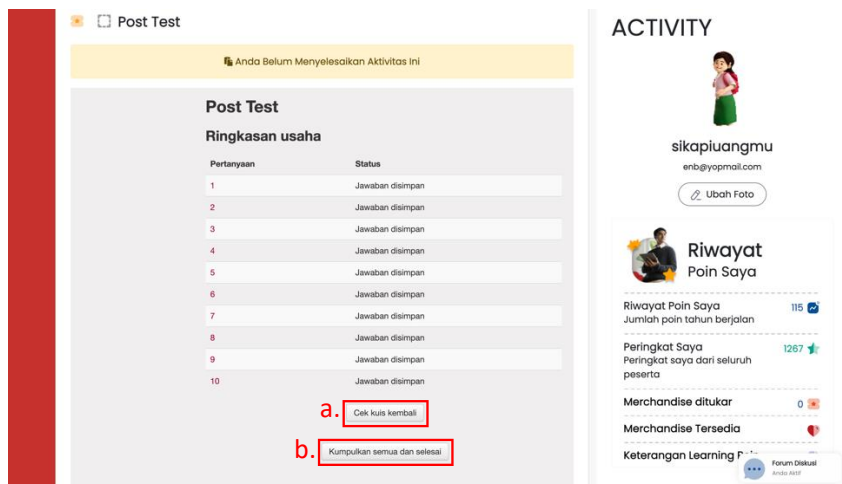 Post Test
Anda Belum Menyelesaikan Aktivitas Ini
Post Test
Ringkasan usaha
Pertanyaan Status
1 Jawaban disimpan
2 Jawaban disimpan
3 Jawaban disimpan
4 Jawaban disimpan
5 Jawaban disimpan
6 Jawaban disimpan
7 Jawaban disimpan
8 Jawaban disimpan
9 Jawaban disimpan
10 Jawaban disimpan
a. Cek kuis kembali
b. Kumpulkan semua dan selesai
ACTIVITY
sikapiuangmu
enb@yopmail.com
Ubah Foto
Riwayat
Poin Saya
Riwayat Poin Saya 115
Jumlah poin tahun berjalan
Peringkat Saya 1267
Peringkat saya dari seluruh
peserta
Merchandise ditukar 0
Merchandise Tersedia
Keterangan Learning
Forum Diskusi
Anda Aktif